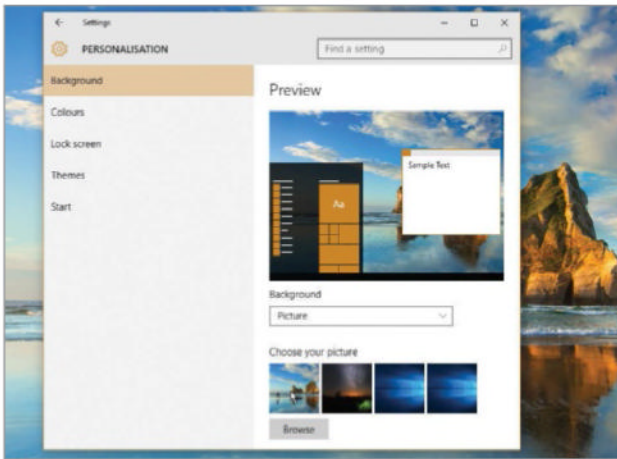 Settings
PERSONALISATION
Find a setting
Background
Colours
Lock screen
Themes
Start
Preview
Sample Text
Aa
Background
Picture
Choose your picture
Browse